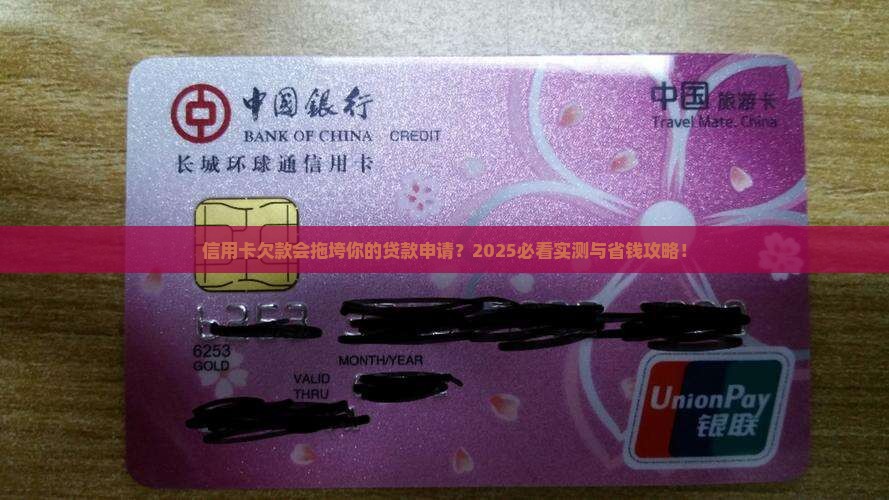 中国银行
BANK OF CHINA CREDIT
长城环球通信用卡
中国 旅游卡
Travel Mate. China
信用卡欠款会拖垮你的贷款申请？2025必看实测与省钱攻略！
6253
6253
GOLD
MONTH/YEAR
VALID
THRU
UnionPay
银联